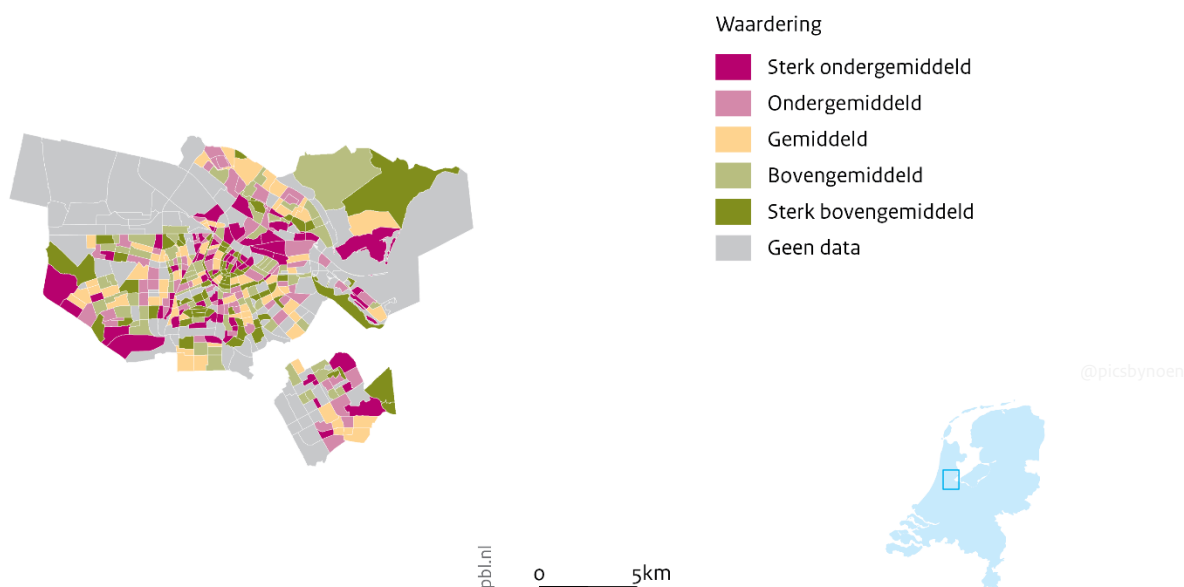 Waardering
Sterk ondergemiddeld
Ondergemiddeld
Gemiddeld
Bovengemiddeld
Sterk bovengemiddeld
Geen data
@picsbynoen
pbl.nl
0 5km